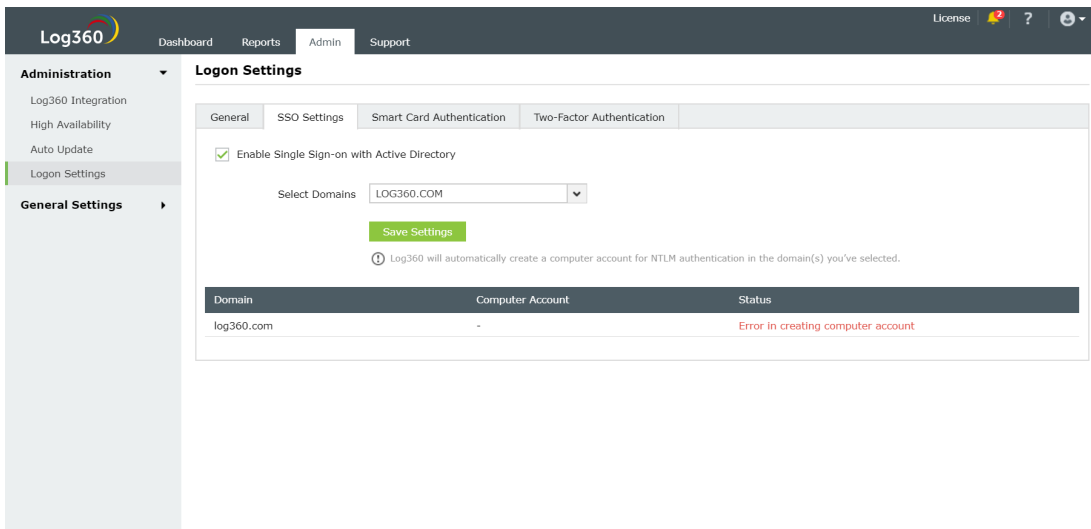 License 2 ?
Log360
Dashboard Reports Admin Support
Administration
Log360 Integration
High Availability
Auto Update
Logon Settings
General Settings
Logon Settings
General SSO Settings Smart Card Authentication Two-Factor Authentication
Enable Single Sign-on with Active Directory
Select Domains LOG360.COM
Save Settings
Log360 will automatically create a computer account for NTLM authentication in the domain(s) you've selected.
Domain Computer Account Status
log360.com - Error in creating computer account